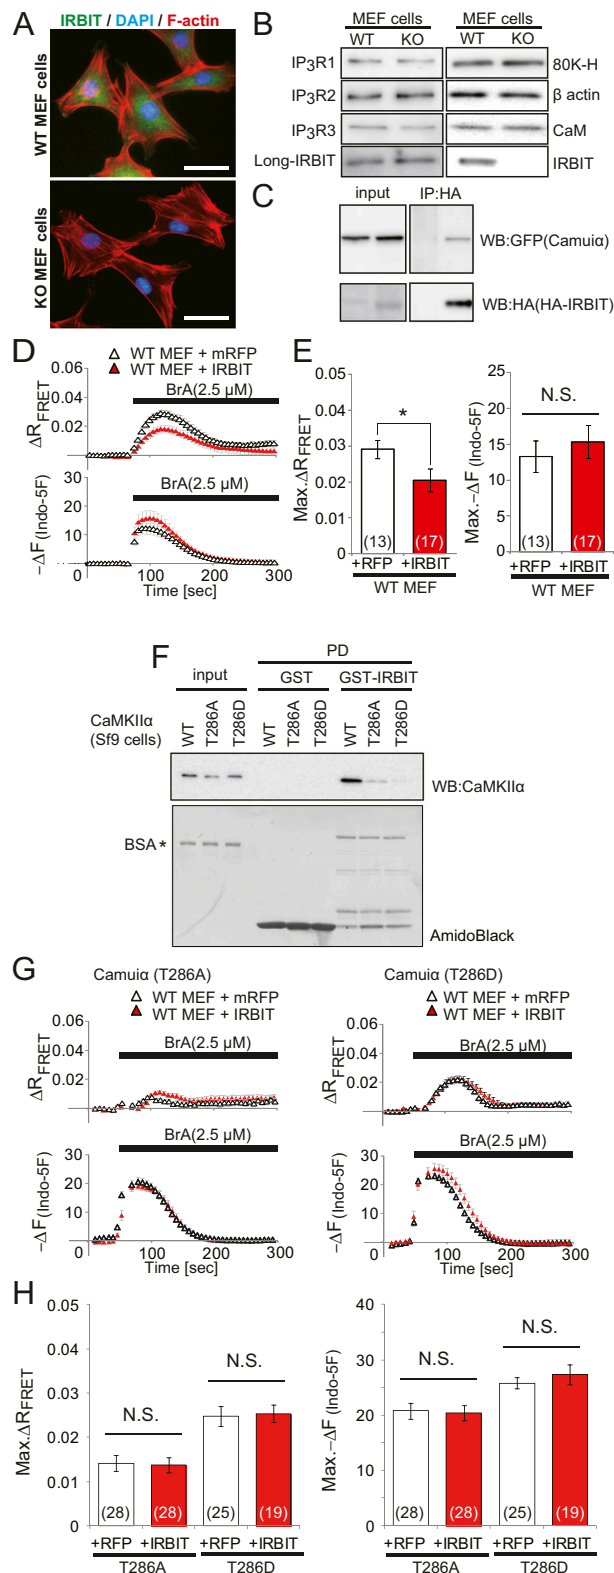 A
IRBIT / DAPI / F-actin
WT MEF cells
KO MEF cells
B
MEF cells MEF cells
WT KO WT KO
IP3R1 80K-H
IP3R2 β actin
IP3R3 CaM
Long-IRBIT IRBIT
C
input IP:HA
WB:GFP(Camuiα)
WB:HA(HA-IRBIT)
D
WT MEF + mRFP
WT MEF + IRBIT
BrA(2.5 μM)
ΔRFRET
0.06
0.04
0.02
0
BrA(2.5 μM)
−ΔF (Indo-5F)
30
20
10
0
0 100 200 300
Time [sec]
E
Max.ΔRFRET
0.05
0.04
0.03
0.02
0.01
0
*
(13) (17)
+RFP +IRBIT
WT MEF
Max.−ΔF (Indo-5F)
25
20
15
10
5
0
N.S.
(13) (17)
+RFP +IRBIT
WT MEF
F
PD
input GST GST-IRBIT
CaMKIIα
(Sf9 cells)
WT T286A T286D WT T286A T286D WT T286A T286D
WB:CaMKIIα
BSA *
AmidoBlack
G
Camuiα (T286A)
WT MEF + mRFP
WT MEF + IRBIT
BrA(2.5 μM)
ΔRFRET
0.06
0.04
0.02
0
BrA(2.5 μM)
−ΔF (Indo-5F)
30
20
10
0
0 100 200 300
Time [sec]
Camuiα (T286D)
WT MEF + mRFP
WT MEF + IRBIT
BrA(2.5 μM)
ΔRFRET
0.06
0.04
0.02
0
BrA(2.5 μM)
−ΔF (Indo-5F)
30
20
10
0
0 100 200 300
Time [sec]
H
Max.ΔRFRET
0.05
0.04
0.03
0.02
0.01
0
N.S. N.S.
(28) (28) (25) (19)
+RFP +IRBIT +RFP +IRBIT
T286A T286D
Max.−ΔF (Indo-5F)
40
30
20
10
0
N.S. N.S.
(28) (28) (25) (19)
+RFP +IRBIT +RFP +IRBIT
T286A T286D